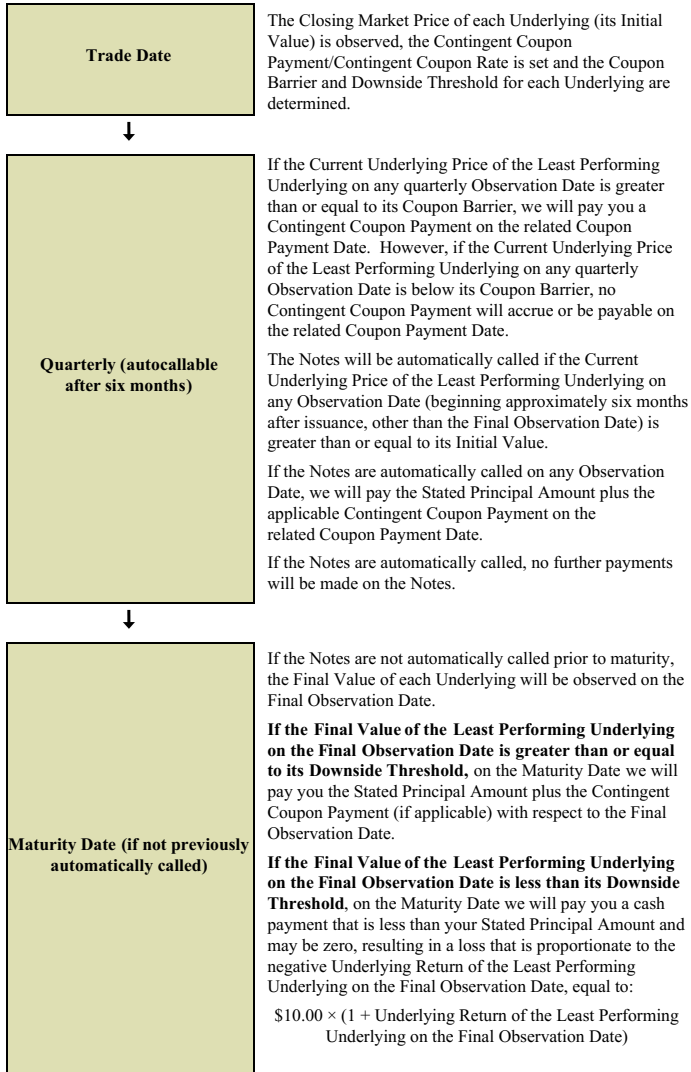 Trade Date
The Closing Market Price of each Underlying (its Initial
Value) is observed, the Contingent Coupon
Payment/Contingent Coupon Rate is set and the Coupon
Barrier and Downside Threshold for each Underlying are
determined.
Quarterly (autocallable
after six months)
If the Current Underlying Price of the Least Performing
Underlying on any quarterly Observation Date is greater
than or equal to its Coupon Barrier, we will pay you a
Contingent Coupon Payment on the related Coupon
Payment Date. However, if the Current Underlying Price
of the Least Performing Underlying on any quarterly
Observation Date is below its Coupon Barrier, no
Contingent Coupon Payment will accrue or be payable on
the related Coupon Payment Date.
The Notes will be automatically called if the Current
Underlying Price of the Least Performing Underlying on
any Observation Date (beginning approximately six months
after issuance, other than the Final Observation Date) is
greater than or equal to its Initial Value.
If the Notes are automatically called on any Observation
Date, we will pay the Stated Principal Amount plus the
applicable Contingent Coupon Payment on the
related Coupon Payment Date.
If the Notes are automatically called, no further payments
will be made on the Notes.
Maturity Date (if not previously
automatically called)
If the Notes are not automatically called prior to maturity,
the Final Value of each Underlying will be observed on the
Final Observation Date.
If the Final Value of the Least Performing Underlying
on the Final Observation Date is greater than or equal
to its Downside Threshold, on the Maturity Date we will
pay you the Stated Principal Amount plus the Contingent
Coupon Payment (if applicable) with respect to the Final
Observation Date.
If the Final Value of the Least Performing Underlying
on the Final Observation Date is less than its Downside
Threshold, on the Maturity Date we will pay you a cash
payment that is less than your Stated Principal Amount and
may be zero, resulting in a loss that is proportionate to the
negative Underlying Return of the Least Performing
Underlying on the Final Observation Date, equal to:
$10.00 × (1 + Underlying Return of the Least Performing
Underlying on the Final Observation Date)